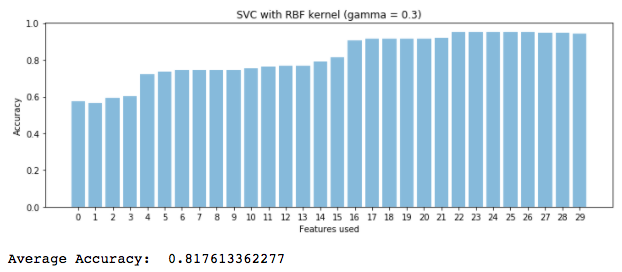 SVC with RBF kernel (gamma = 0.3)
1.0
0.8
0.6
0.4
0.2
0.0
Accuracy
0 1 2 3 4 5 6 7 8 9 10 11 12 13 14 15 16 17 18 19 20 21 22 23 24 25 26 27 28 29
Features used
Average Accuracy: 0.817613362277